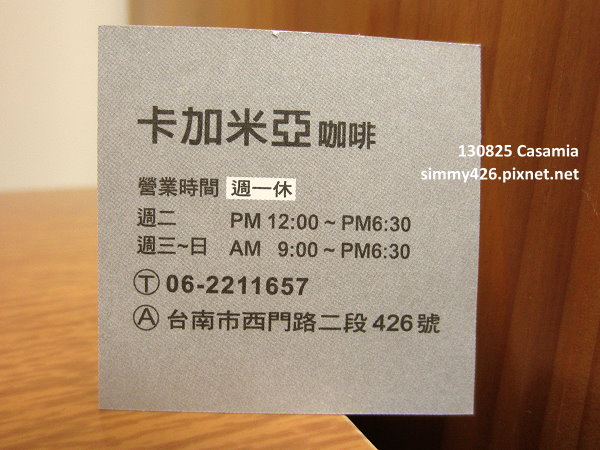 卡加米亞 咖啡
130825 Casamia
simmy426.pixnet.net
營業時間 週一休
週二 PM 12:00 ~ PM6:30
週三~日 AM 9:00 ~ PM6:30
Ⓣ 06-2211657
Ⓐ 台南市西門路二段 426 號